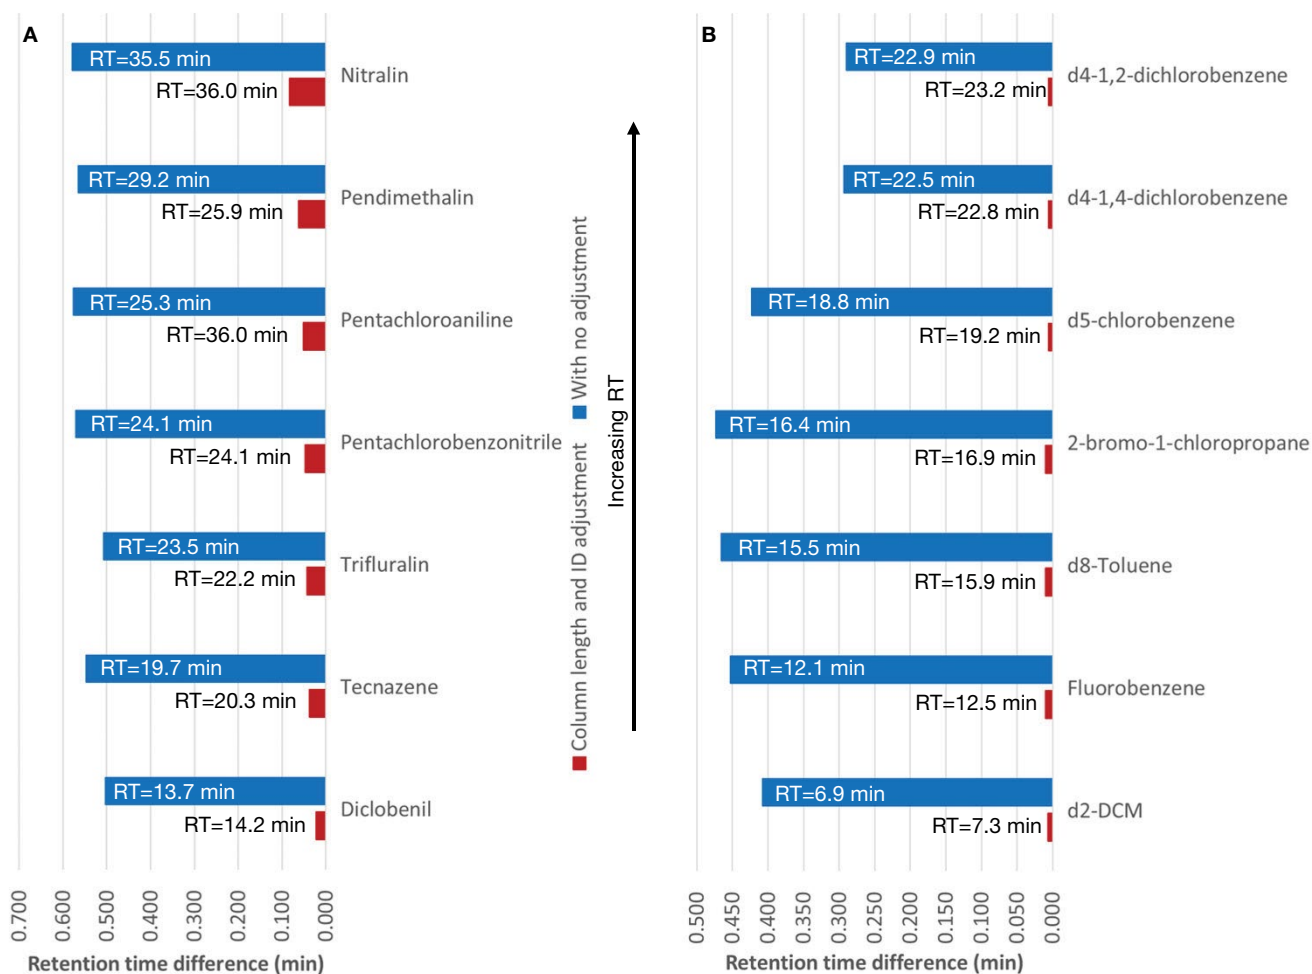 A
RT=35.5 min
RT=36.0 min
Nitralin
RT=29.2 min
RT=25.9 min
Pendimethalin
RT=25.3 min
RT=36.0 min
Pentachloroaniline
RT=24.1 min
RT=24.1 min
Pentachlorobenzonitrile
RT=23.5 min
RT=22.2 min
Trifluralin
RT=19.7 min
RT=20.3 min
Tecnazene
RT=13.7 min
RT=14.2 min
Diclobenil
0.700
0.600
0.500
0.400
0.300
0.200
0.100
0.000
Retention time difference (min)
Column length and ID adjustment
With no adjustment
Increasing RT
B
RT=22.9 min
RT=23.2 min
d4-1,2-dichlorobenzene
RT=22.5 min
RT=22.8 min
d4-1,4-dichlorobenzene
RT=18.8 min
RT=19.2 min
d5-chlorobenzene
RT=16.4 min
RT=16.9 min
2-bromo-1-chloropropane
RT=15.5 min
RT=15.9 min
d8-Toluene
RT=12.1 min
RT=12.5 min
Fluorobenzene
RT=6.9 min
RT=7.3 min
d2-DCM
0.500
0.450
0.400
0.350
0.300
0.250
0.200
0.150
0.100
0.050
0.000
Retention time difference (min)